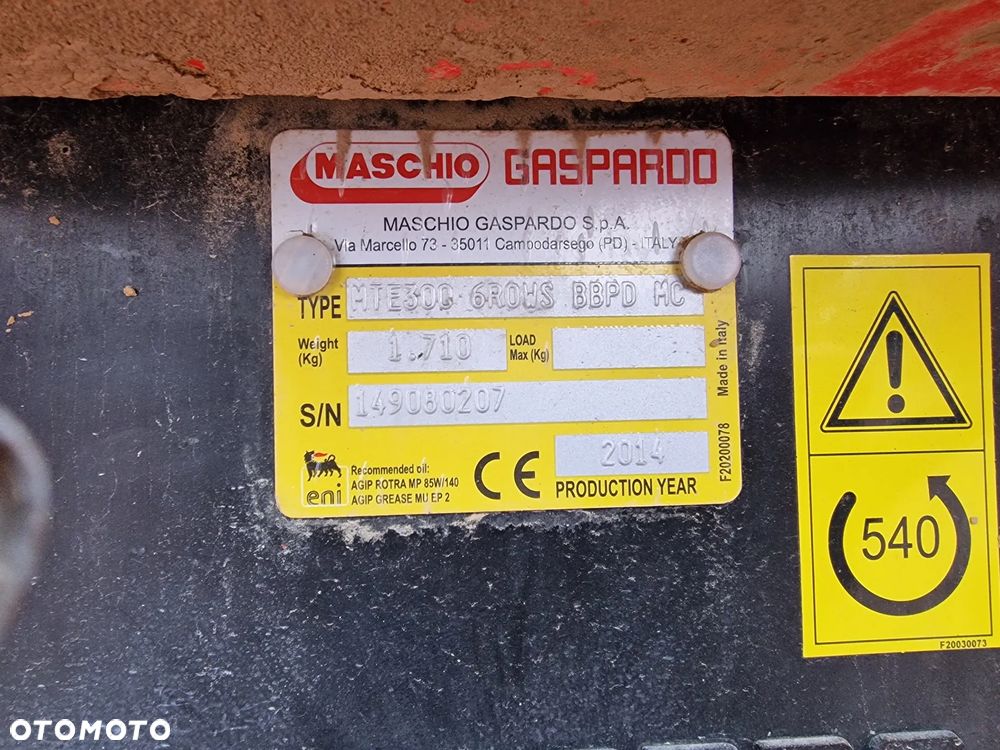 MASCHIO GASPARDO
MASCHIO GASPARDO S.p.A.
Via Marcello 73 - 35011 Campodarsego (PD) - ITALY
TYPE MTE300 6ROWS BBPD MC
Weight (Kg) 1.710 LOAD Max (Kg)
S/N 149080207
Made in Italy
F20200078
eni
Recommended oil:
AGIP ROTRA MP 85W/140
AGIP GREASE MU EP 2
CE
2014
PRODUCTION YEAR
!
540
F20030073
OTOMOTO